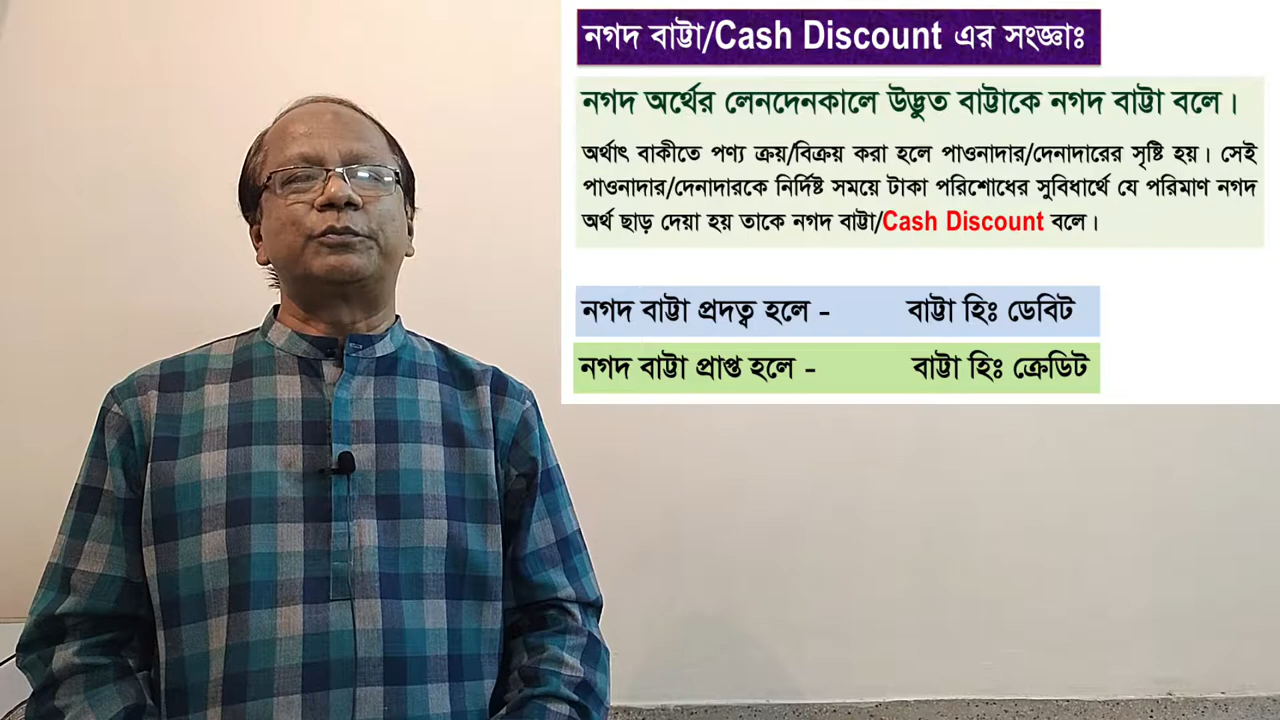 নগদ বাট্টা/Cash Discount এর সংজ্ঞাঃ
নগদ অর্থের লেনদেনকালে উদ্ভুত বাট্টাকে নগদ বাট্টা বলে।
অর্থাৎ বাকীতে পণ্য ক্রয়/বিক্রয় করা হলে পাওনাদার/দেনাদারের সৃষ্টি হয়। সেই
পাওনাদার/দেনাদারকে নির্দিষ্ট সময়ে টাকা পরিশোধের সুবিধার্থে যে পরিমাণ নগদ
অর্থ ছাড় দেয়া হয় তাকে নগদ বাট্টা/Cash Discount বলে।
নগদ বাট্টা প্রদত্ব হলে - বাট্টা হিঃ ডেবিট
নগদ বাট্টা প্রাপ্ত হলে - বাট্টা হিঃ ক্রেডিট